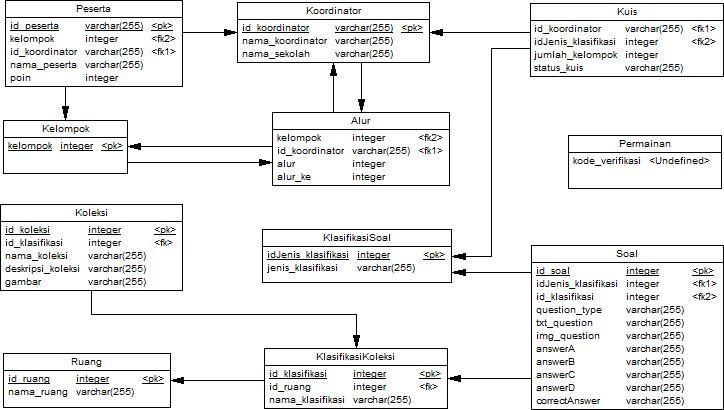 Peserta
id_peserta varchar(255) <pk>
kelompok integer <fk2>
id_koordinator varchar(255) <fk1>
nama_peserta varchar(255)
poin integer
Koordinator
id_koordinator varchar(255) <pk>
nama_koordinator varchar(255)
nama_sekolah varchar(255)
Kuis
id_koordinator varchar(255) <fk1>
idJenis_klasifikasi integer <fk2>
jumlah_kelompok integer
status_kuis varchar(255)
Kelompok
kelompok integer <pk>
Alur
kelompok integer <fk2>
id_koordinator varchar(255) <fk1>
alur integer
alur_ke integer
Permainan
kode_verifikasi <Undefined>
Koleksi
id_koleksi integer <pk>
id_klasifikasi integer <fk>
nama_koleksi varchar(255)
deskripsi_koleksi varchar(255)
gambar varchar(255)
KlasifikasiSoal
idJenis_klasifikasi integer <pk>
jenis_klasifikasi varchar(255)
Soal
id_soal integer <pk>
idJenis_klasifikasi integer <fk1>
id_klasifikasi integer <fk2>
question_type varchar(255)
txt_question varchar(255)
img_question varchar(255)
answerA varchar(255)
answerB varchar(255)
answerC varchar(255)
answerD varchar(255)
correctAnswer varchar(255)
Ruang
id_ruang integer <pk>
nama_ruang varchar(255)
KlasifikasiKoleksi
id_klasifikasi integer <pk>
id_ruang integer <fk>
nama_klasifikasi varchar(255)